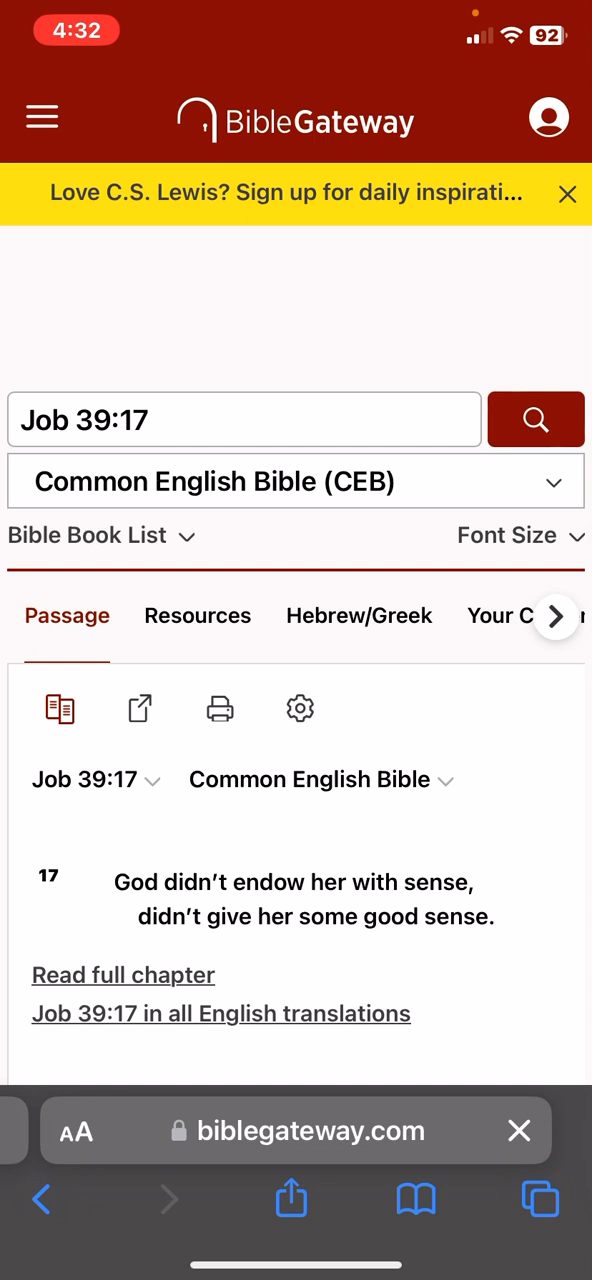 4:32
92
BibleGateway
Love C.S. Lewis? Sign up for daily inspirati...
Job 39:17
Common English Bible (CEB)
Bible Book List
Font Size
Passage
Resources
Hebrew/Greek
Your C
Job 39:17
Common English Bible
17 God didn’t endow her with sense,
didn’t give her some good sense.
Read full chapter
Job 39:17 in all English translations
AA
biblegateway.com